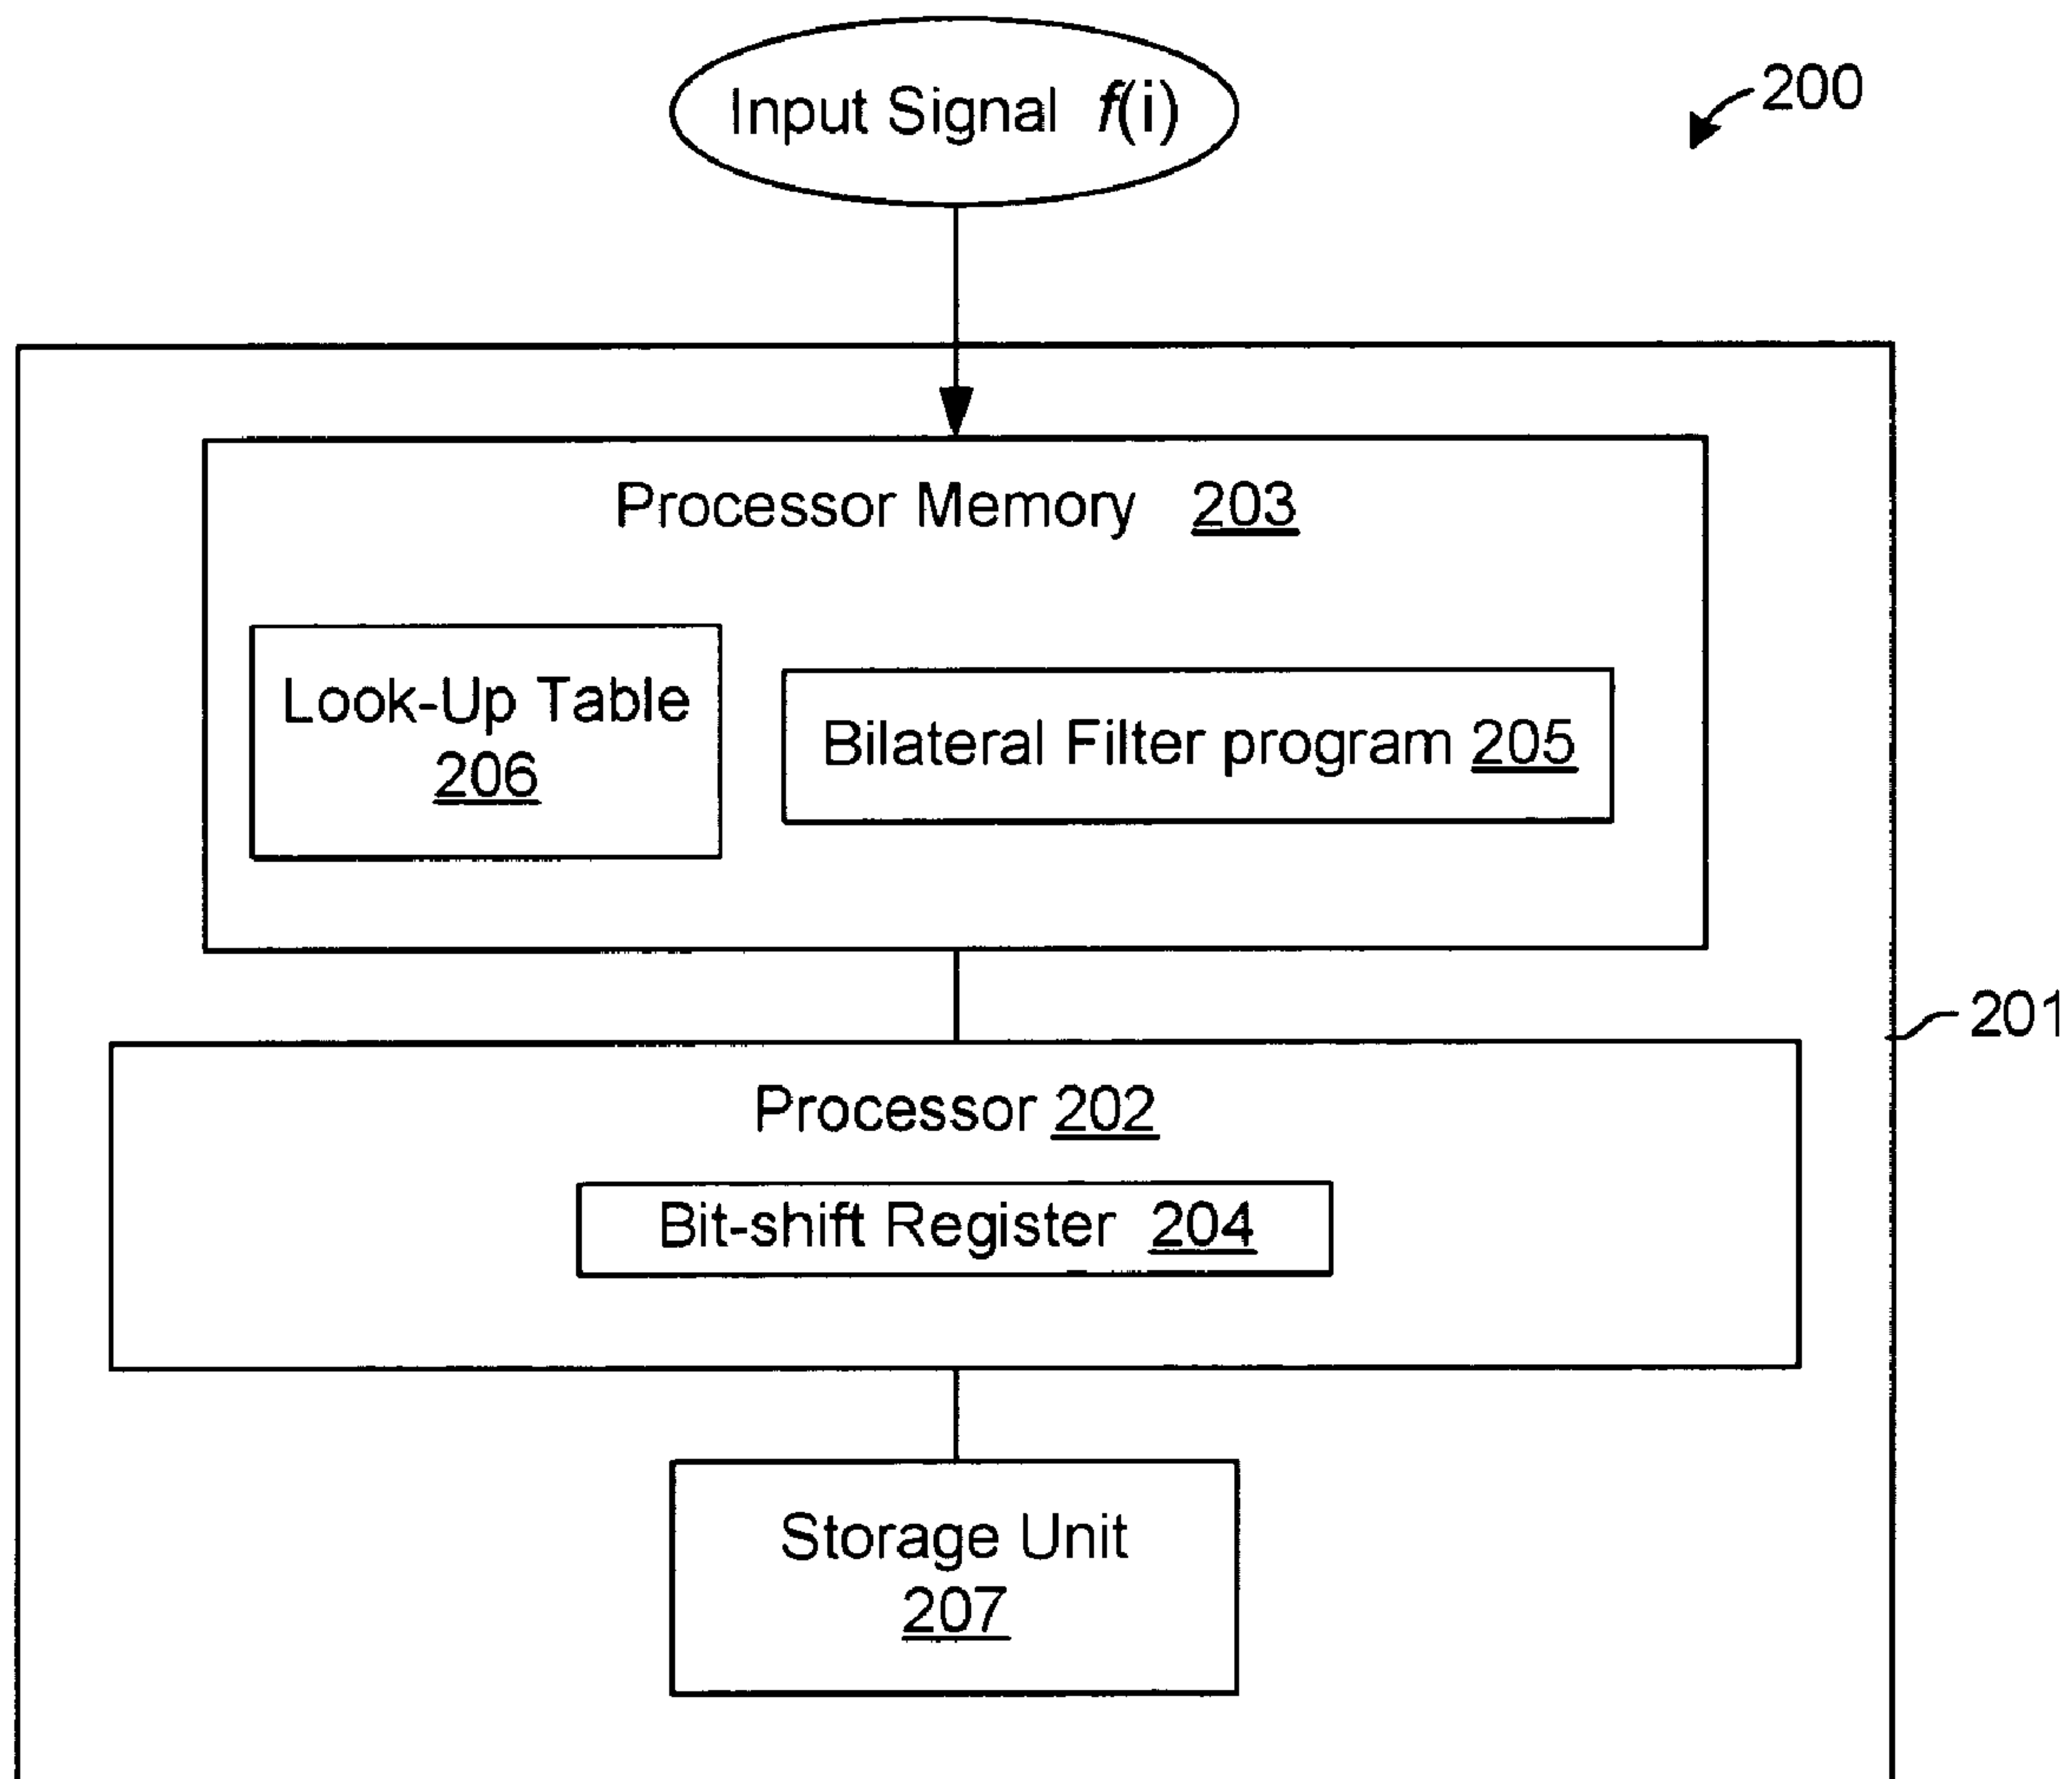 Input Signal f(i)
200
Processor Memory 203
Look-Up Table
206
Bilateral Filter program 205
201
Processor 202
Bit-shift Register 204
Storage Unit
207